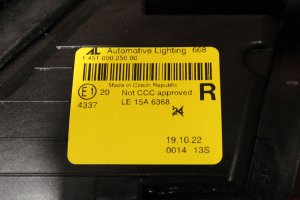 AL Automotive Lighting 668
1 451 000 250 00
Made in Czech Republic
E1 20 Not CCC approved R
4337 LE 15A 6368
24
19.10.22
0014 13S